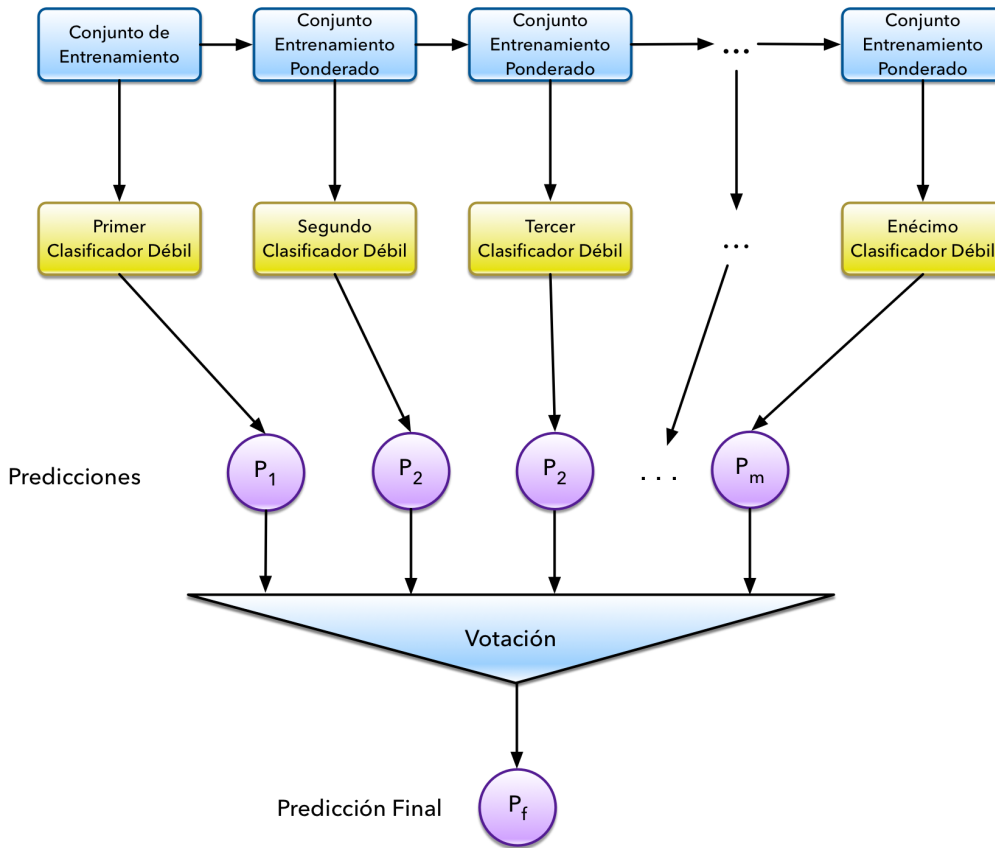 Conjunto de
Entrenamiento
Conjunto
Entrenamiento
Ponderado
Conjunto
Entrenamiento
Ponderado
...
Conjunto
Entrenamiento
Ponderado
Primer
Clasificador Débil
Segundo
Clasificador Débil
Tercer
Clasificador Débil
...
Enécimo
Clasificador Débil
Predicciones
P1
P2
P2
. . .
Pm
Votación
Predicción Final
Pf